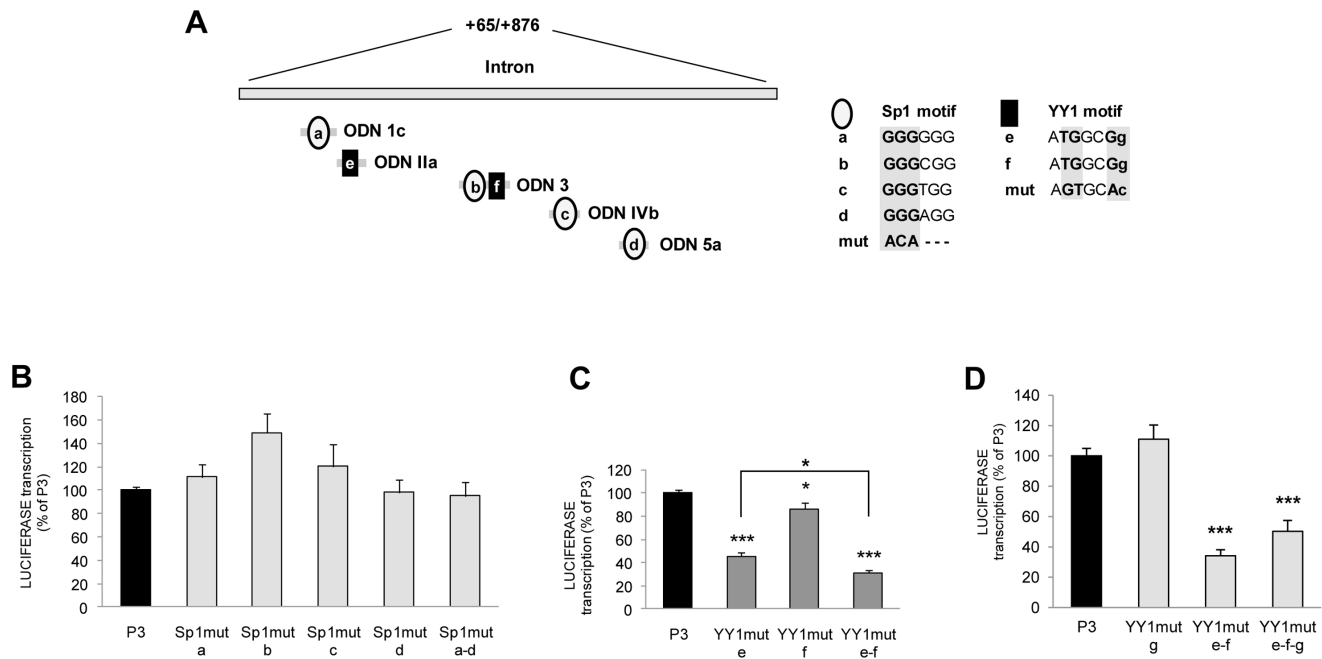 A
+65/+876
Intron
a ODN 1c
e ODN IIa
b f ODN 3
c ODN IVb
d ODN 5a
Sp1 motif
a GGGGGG
b GGGCGG
c GGGTGG
d GGGAGG
mut ACA - - -
YY1 motif
e ATGGCGg
f ATGGCGg
mut AGTGCAc
B
LUCIFERASE transcription
(% of P3)
180
160
140
120
100
80
60
40
20
0
P3 Sp1mut Sp1mut Sp1mut Sp1mut Sp1mut
a b c d a-d
C
LUCIFERASE
transcription (% of P3)
120
100
80
60
40
20
0
*
*
*** ***
P3 YY1mut YY1mut YY1mut
e f e-f
D
LUCIFERASE
transcription (% of P3)
140
120
100
80
60
40
20
0
*** ***
P3 YY1mut YY1mut YY1mut
g e-f e-f-g